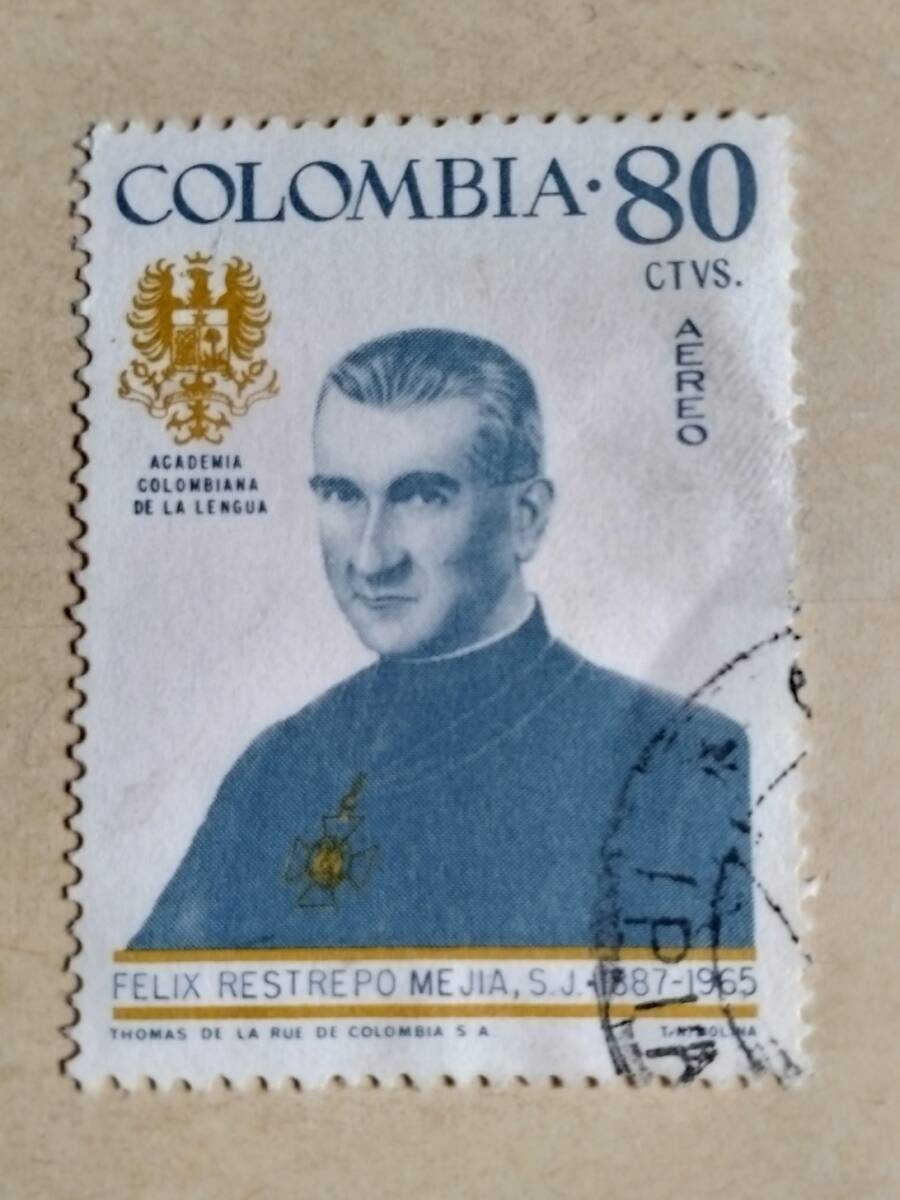 COLOMBIA·80
CTVS.
AEREO
ACADEMIA
COLOMBIANA
DE LA LENGUA
FELIX RESTREPO MEJIA, S.J.·1887-1965
THOMAS DE LA RUE DE COLOMBIA S A.